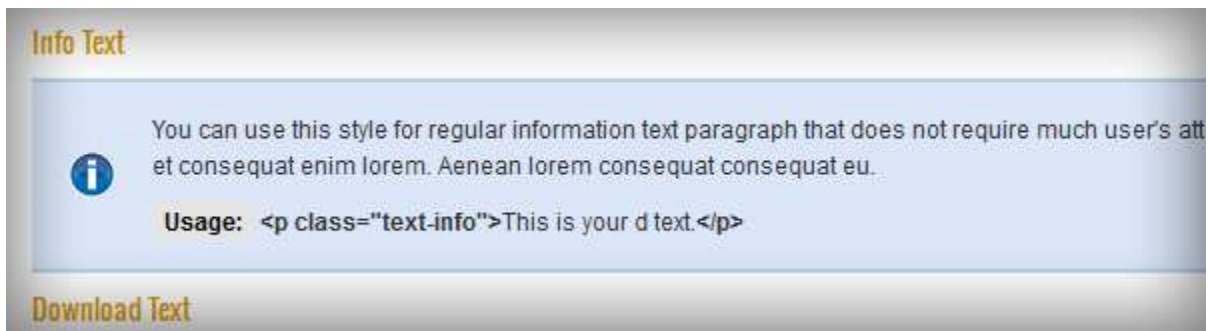 Info Text
You can use this style for regular information text paragraph that does not require much user's
et consequat enim lorem. Aenean lorem consequat consequat eu.
Usage: <p class="text-info">This is your d text.</p>
Download Text